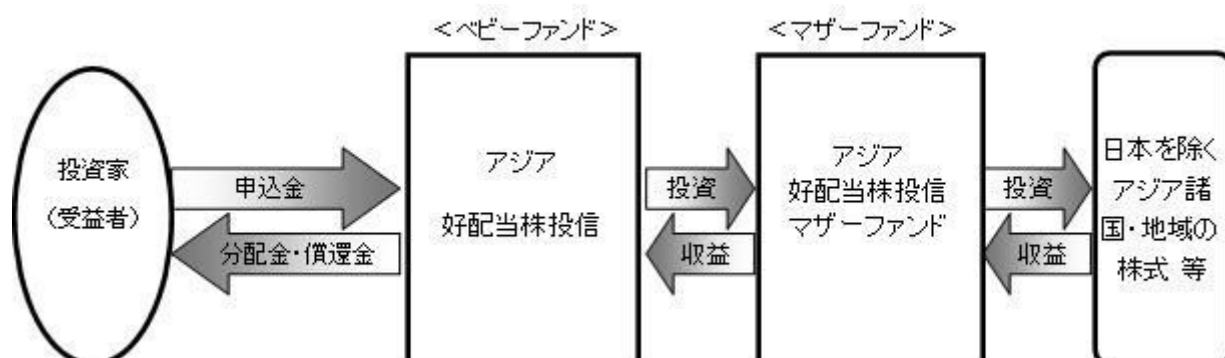 <ベビーファンド>
<マザーファンド>
投資家
（受益者）
申込金
分配金・償還金
アジア
好配当株投信
投資
収益
アジア
好配当株投信
マザーファンド
投資
収益
日本を除く
アジア諸
国・地域の
株式 等